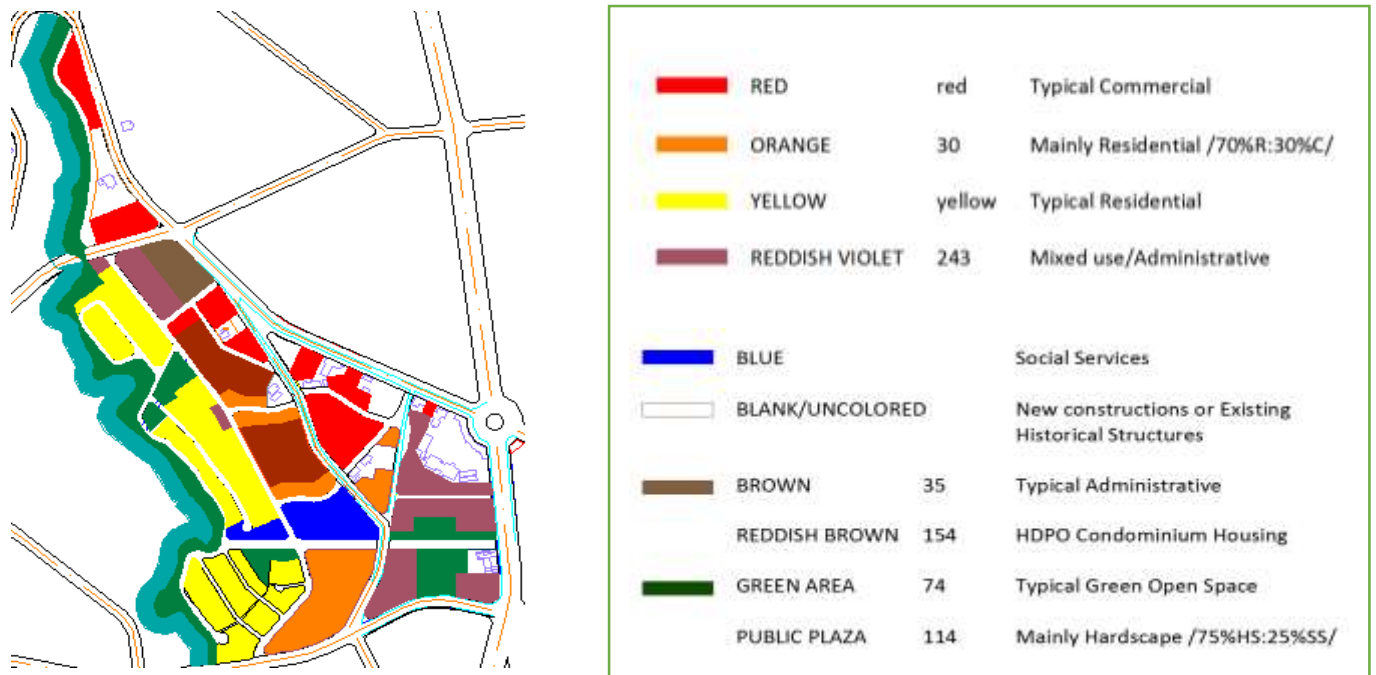 RED red Typical Commercial
ORANGE 30 Mainly Residential /70%R:30%C/
YELLOW yellow Typical Residential
REDDISH VIOLET 243 Mixed use/Administrative
BLUE Social Services
BLANK/UNCOLORED New constructions or Existing
Historical Structures
BROWN 35 Typical Administrative
REDDISH BROWN 154 HDPO Condominium Housing
GREEN AREA 74 Typical Green Open Space
PUBLIC PLAZA 114 Mainly Hardscape /75%HS:25%SS/